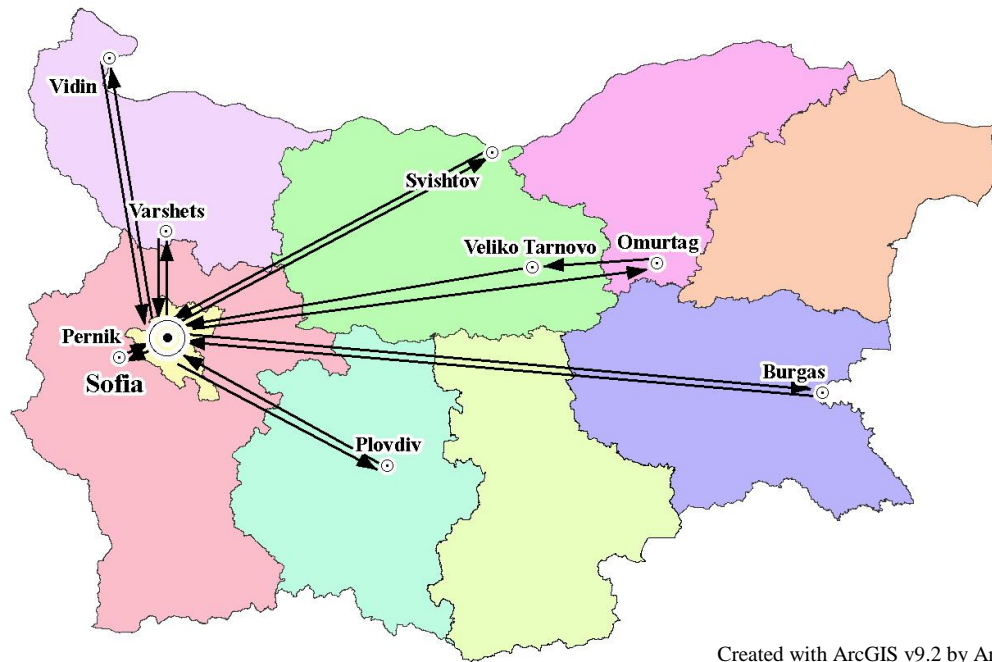 Vidin
Svishtov
Varshets
Veliko Tarnovo
Omurtag
Pernik
Sofia
Burgas
Plovdiv
Created with ArcGIS v9.2 by